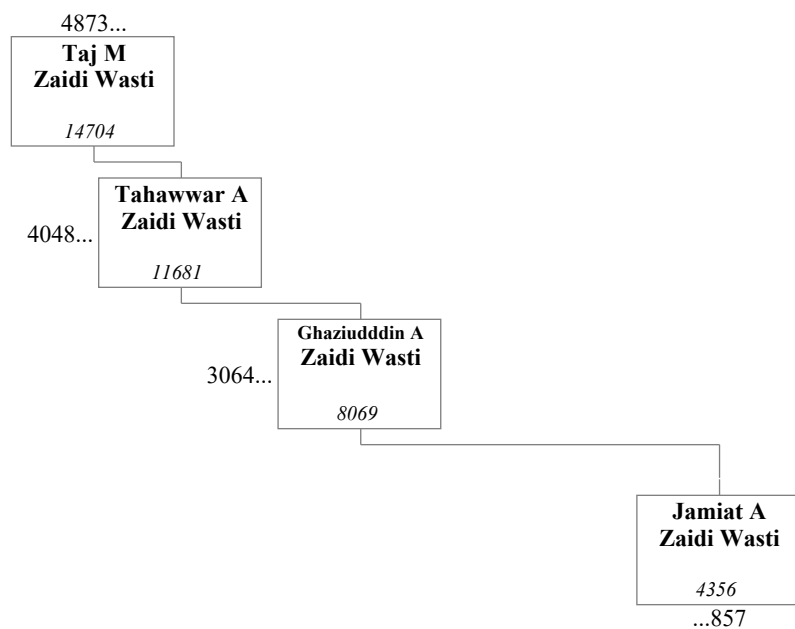 4873...
Taj M
Zaidi Wasti
14704
Tahawwar A
Zaidi Wasti
4048...
11681
Ghaziudddin A
Zaidi Wasti
3064...
8069
Jamiat A
Zaidi Wasti
4356
...857